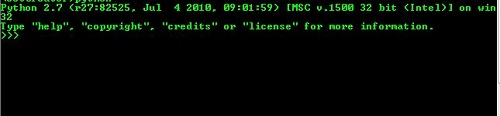 Python 2.7 (r27:82525, Jul  4 2010, 09:01:59) [MSC v.1500 32 bit (Intel)] on win
32
Type "help", "copyright", "credits" or "license" for more information.
>>>